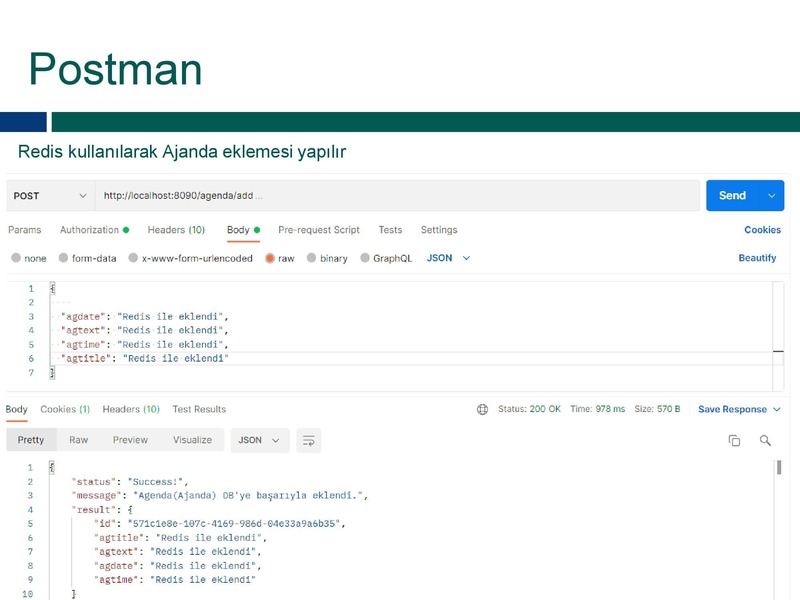 Postman
Redis kullanılarak Ajanda eklemesi yapılır
POST http://localhost:8090/agenda/add... Send
Params Authorization Headers (10) Body Pre-request Script Tests Settings Cookies
none form-data x-www-form-urlencoded raw binary GraphQL JSON Beautify
1 {
2
3 "agdate": "Redis ile eklendi",
4 "agtext": "Redis ile eklendi",
5 "agtime": "Redis ile eklendi",
6 "agtitle": "Redis ile eklendi"
7 }
Body Cookies (1) Headers (10) Test Results Status: 200 OK Time: 978 ms Size: 570 B Save Response
Pretty Raw Preview Visualize JSON
1 {
2 "status": "Success!",
3 "message": "Agenda(Ajanda) DB'ye başarıyla eklendi.",
4 "result": {
5 "id": "571c1e8e-107c-4169-986d-04e33a9a6b35",
6 "agtitle": "Redis ile eklendi",
7 "agtext": "Redis ile eklendi",
8 "agdate": "Redis ile eklendi",
9 "agtime": "Redis ile eklendi"
10 }